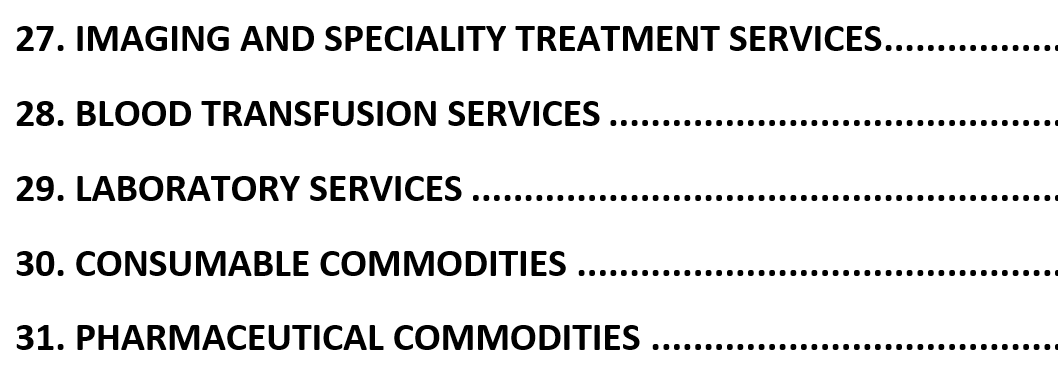 27. IMAGING AND SPECIALITY TREATMENT SERVICES................
28. BLOOD TRANSFUSION SERVICES ..........................................
29. LABORATORY SERVICES .......................................................
30. CONSUMABLE COMMODITIES .............................................
31. PHARMACEUTICAL COMMODITIES ......................................